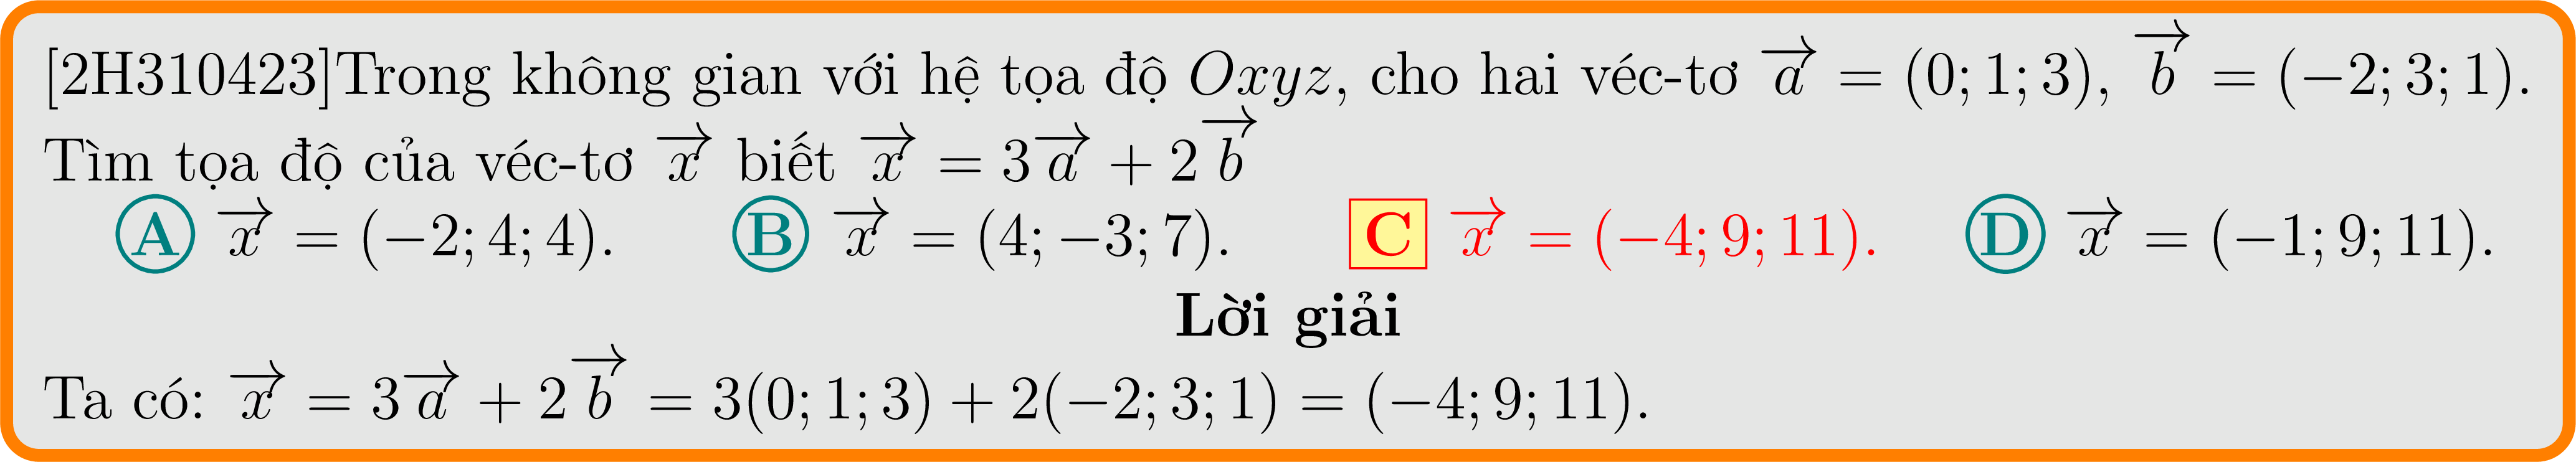 [2H310423]Trong không gian với hệ tọa độ $Oxyz$, cho hai véc-tơ $\overrightarrow{a} = (0; 1; 3)$, $\overrightarrow{b} = (-2; 3; 1)$.
Tìm tọa độ của véc-tơ $\overrightarrow{x}$ biết $\overrightarrow{x} = 3\overrightarrow{a} + 2\overrightarrow{b}$
A $\overrightarrow{x} = (-2; 4; 4)$. B $\overrightarrow{x} = (4; -3; 7)$. C $\overrightarrow{x} = (-4; 9; 11)$. D $\overrightarrow{x} = (-1; 9; 11)$.
Lời giải
Ta có: $\overrightarrow{x} = 3\overrightarrow{a} + 2\overrightarrow{b} = 3(0; 1; 3) + 2(-2; 3; 1) = (-4; 9; 11)$.